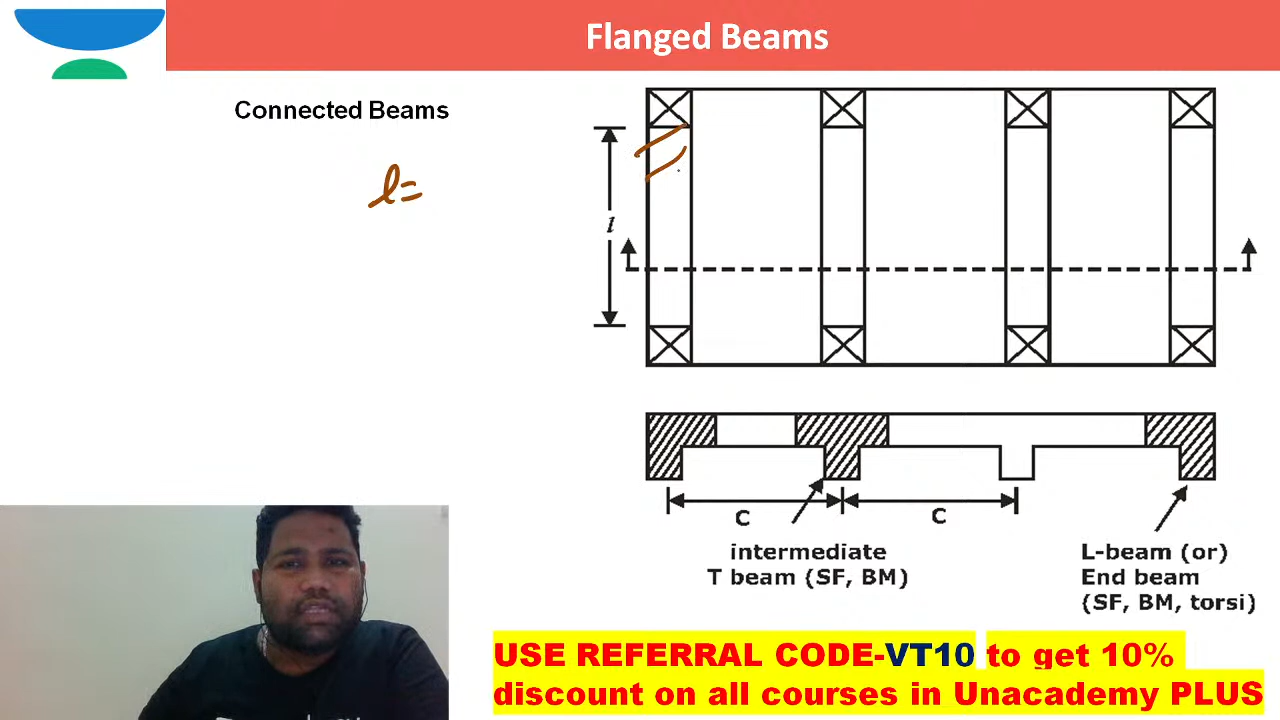 Flanged Beams
Connected Beams
l=
l
C
C
intermediate
T beam (SF, BM)
L-beam (or)
End beam
(SF, BM, torsi)
USE REFERRAL CODE-VT10 to get 10%
discount on all courses in Unacademy PLUS